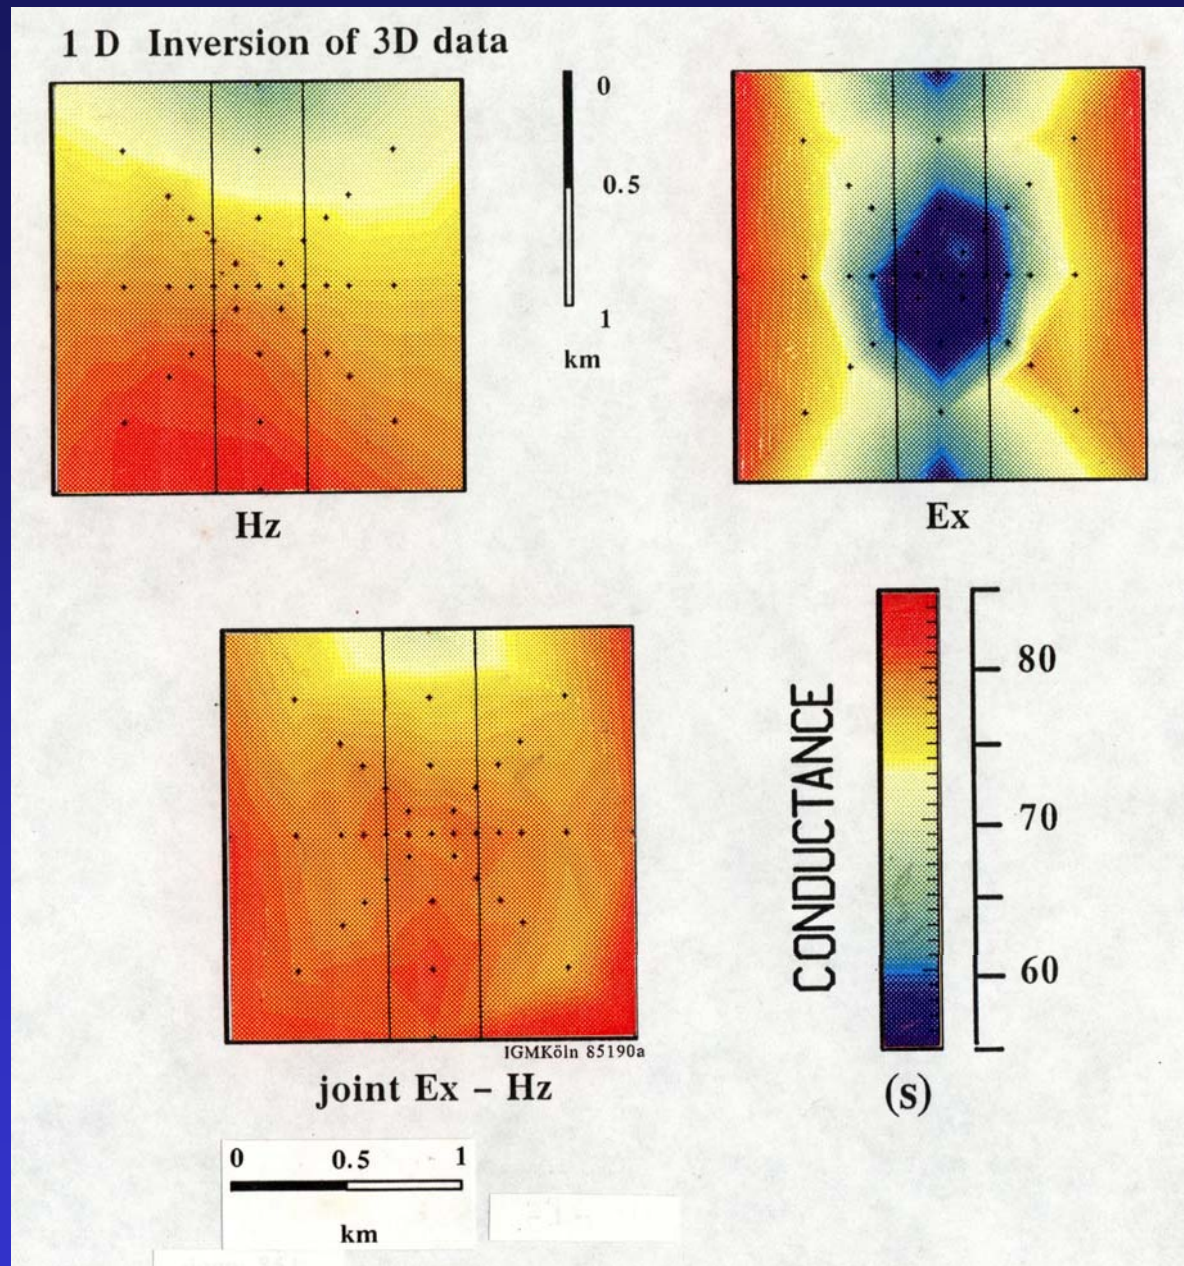 1 D Inversion of 3D data
0
0.5
1
km
Hz
Ex
IGMKöln 85190a
joint Ex – Hz
CONDUCTANCE
80
70
60
(s)
0 0.5 1
km